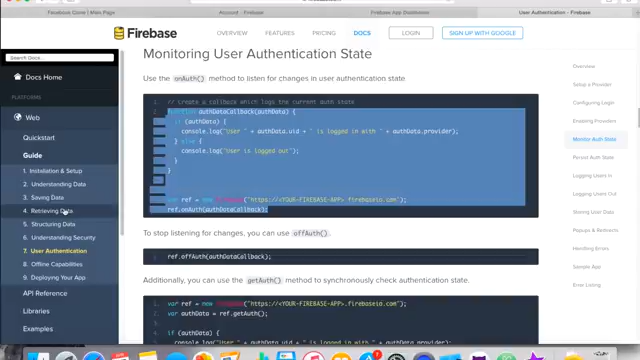 Facebook Clone | Main Page
Account - Firebase
Firebase App Dashboard
User Authentication - Firebase
Search Docs...
Docs Home
PLATFORMS
Web
Quickstart
Guide
1. Installation & Setup
2. Understanding Data
3. Saving Data
4. Retrieving Data
5. Structuring Data
6. Understanding Security
7. User Authentication
8. Offline Capabilities
9. Deploying Your App
API Reference
Libraries
Examples
Firebase
OVERVIEW
FEATURES
PRICING
DOCS
LOGIN
SIGN UP WITH GOOGLE
Monitoring User Authentication State
Use the onAuth() method to listen for changes in user authentication state.
// Create a callback which logs the current auth state
function authDataCallback(authData) {
if (authData) {
console.log("User " + authData.uid + " is logged in with " + authData.provider);
} else {
console.log("User is logged out");
}
}
var ref = new Firebase("https://<YOUR-FIREBASE-APP>.firebaseio.com");
ref.onAuth(authDataCallback);
To stop listening for changes, you can use offAuth().
ref.offAuth(authDataCallback);
Additionally, you can use the getAuth() method to synchronously check authentication state.
var ref = new Firebase("https://<YOUR-FIREBASE-APP>.firebaseio.com");
var authData = ref.getAuth();
if (authData) {
Overview
Setup a Provider
Configuring Login
Enabling Providers
Monitor Auth State
Persist Auth State
Logging Users In
Logging Users Out
Storing User Data
Popups & Redirects
Handling Errors
Sample App
Error Listing